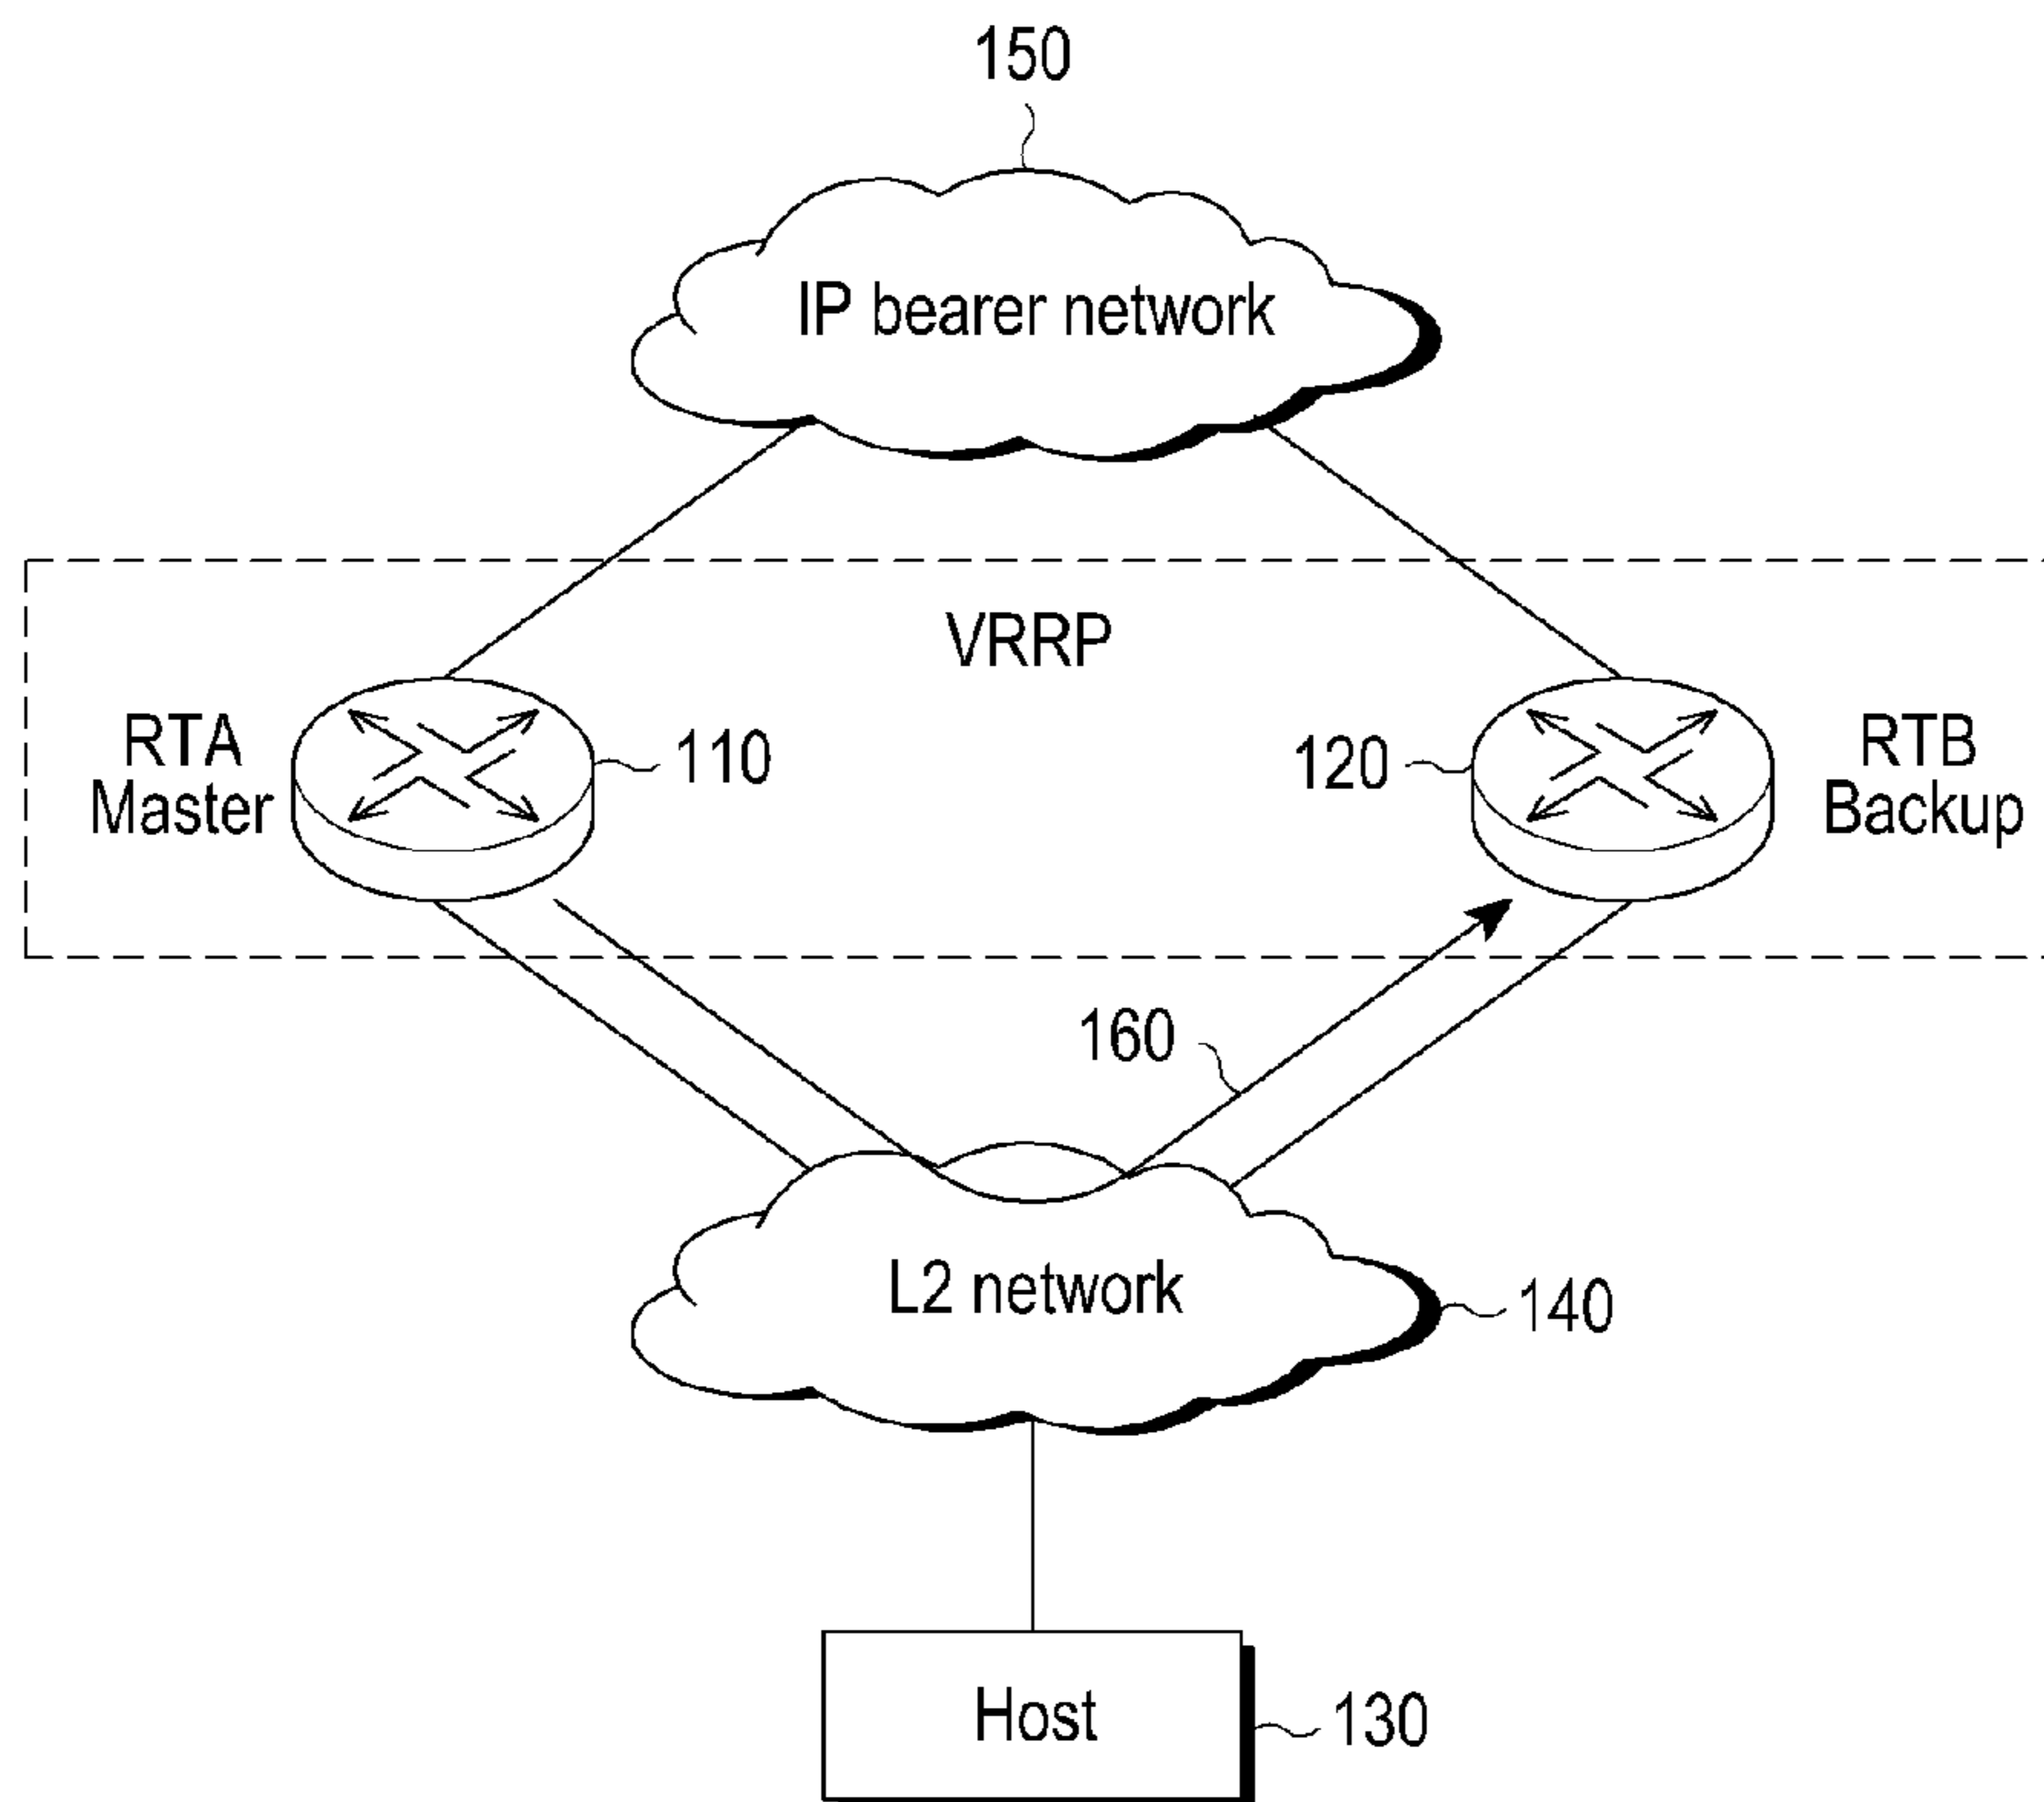 150
IP bearer network
VRRP
RTA
Master
110
120
RTB
Backup
160
L2 network
140
Host
130